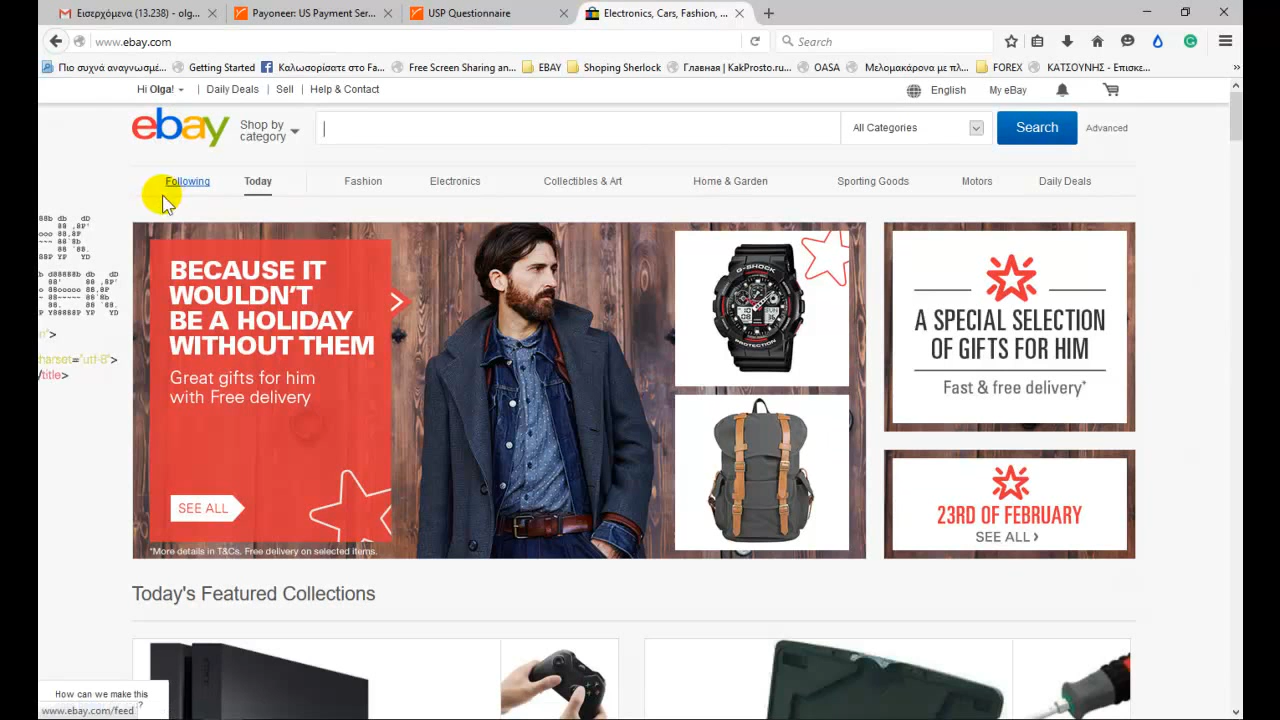 Εισερχόμενα (13.238) - olg...
Payoneer: US Payment Ser...
USP Questionnaire
Electronics, Cars, Fashion, ...
www.ebay.com
Search
Πιο συχνά αναγνωσμέ...
Getting Started
Καλωσορίσατε στο Fa...
Free Screen Sharing an...
EBAY
Shoping Sherlock
Главная | KakProsto.ru...
OASA
Μελομακάρονα με πλ...
FOREX
ΚΑΤΣΟΥΝΗΣ - Επισκε...
Hi Olga!
Daily Deals
Sell
Help & Contact
English
My eBay
ebay
Shop by
category
All Categories
Search
Advanced
Following
Today
Fashion
Electronics
Collectibles & Art
Home & Garden
Sporting Goods
Motors
Daily Deals
BECAUSE IT
WOULDN'T
BE A HOLIDAY
WITHOUT THEM
Great gifts for him
with Free delivery
SEE ALL
*More details in T&Cs. Free delivery on selected items.
G-SHOCK
PROTECTION
A SPECIAL SELECTION
OF GIFTS FOR HIM
Fast & free delivery*
23RD OF FEBRUARY
SEE ALL ›
charset="utf-8">
/title>
Today's Featured Collections
How can we make this
?
www.ebay.com/feed